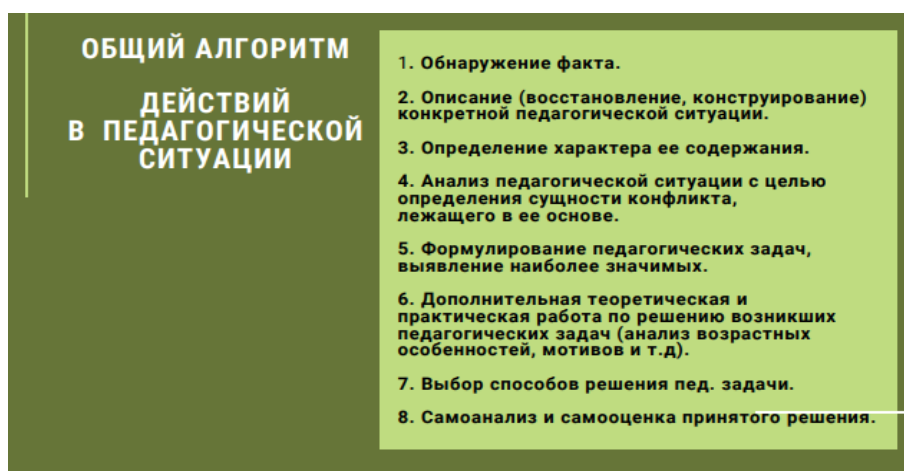 ОБЩИЙ АЛГОРИТМ
ДЕЙСТВИЙ
В ПЕДАГОГИЧЕСКОЙ
СИТУАЦИИ
1. Обнаружение факта.
2. Описание (восстановление, конструирование)
конкретной педагогической ситуации.
3. Определение характера ее содержания.
4. Анализ педагогической ситуации с целью
определения сущности конфликта,
лежащего в ее основе.
5. Формулирование педагогических задач,
выявление наиболее значимых.
6. Дополнительная теоретическая и
практическая работа по решению возникших
педагогических задач (анализ возрастных
особенностей, мотивов и т.д).
7. Выбор способов решения пед. задачи.
8. Самоанализ и самооценка принятого решения.